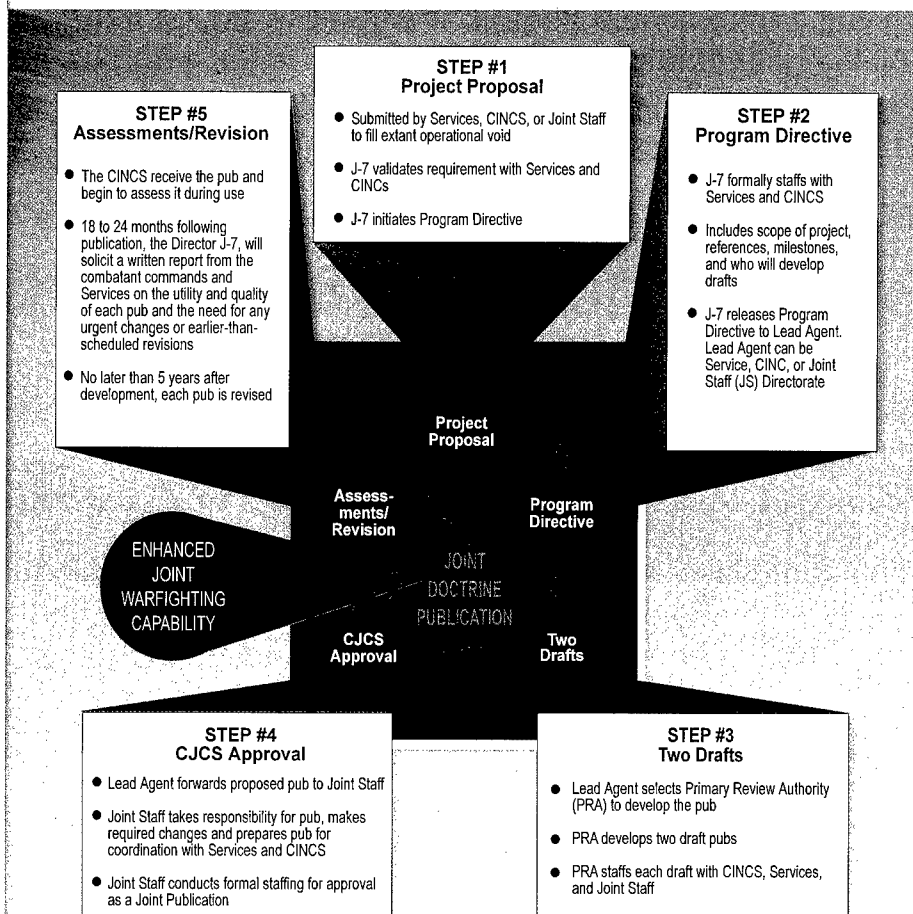 STEP #1
Project Proposal
● Submitted by Services, CINCS, or Joint Staff
to fill extant operational void
● J-7 validates requirement with Services and
CINCs
● J-7 initiates Program Directive
STEP #2
Program Directive
● J-7 formally staffs with
Services and CINCS
● Includes scope of project,
references, milestones,
and who will develop
drafts
● J-7 releases Program
Directive to Lead Agent.
Lead Agent can be
Service, CINC, or Joint
Staff (JS) Directorate
STEP #3
Two Drafts
● Lead Agent selects Primary Review Authority
(PRA) to develop the pub
● PRA develops two draft pubs
● PRA staffs each draft with CINCS, Services,
and Joint Staff
STEP #4
CJCS Approval
● Lead Agent forwards proposed pub to Joint Staff
● Joint Staff takes responsibility for pub, makes
required changes and prepares pub for
coordination with Services and CINCS
● Joint Staff conducts formal staffing for approval
as a Joint Publication
STEP #5
Assessments/Revision
● The CINCS receive the pub and
begin to assess it during use
● 18 to 24 months following
publication, the Director J-7, will
solicit a written report from the
combatant commands and
Services on the utility and quality
of each pub and the need for any
urgent changes or earlier-than-
scheduled revisions
● No later than 5 years after
development, each pub is revised
Project
Proposal
Program
Directive
Two
Drafts
CJCS
Approval
Assess-
ments/
Revision
JOINT
DOCTRINE
PUBLICATION
ENHANCED
JOINT
WARFIGHTING
CAPABILITY